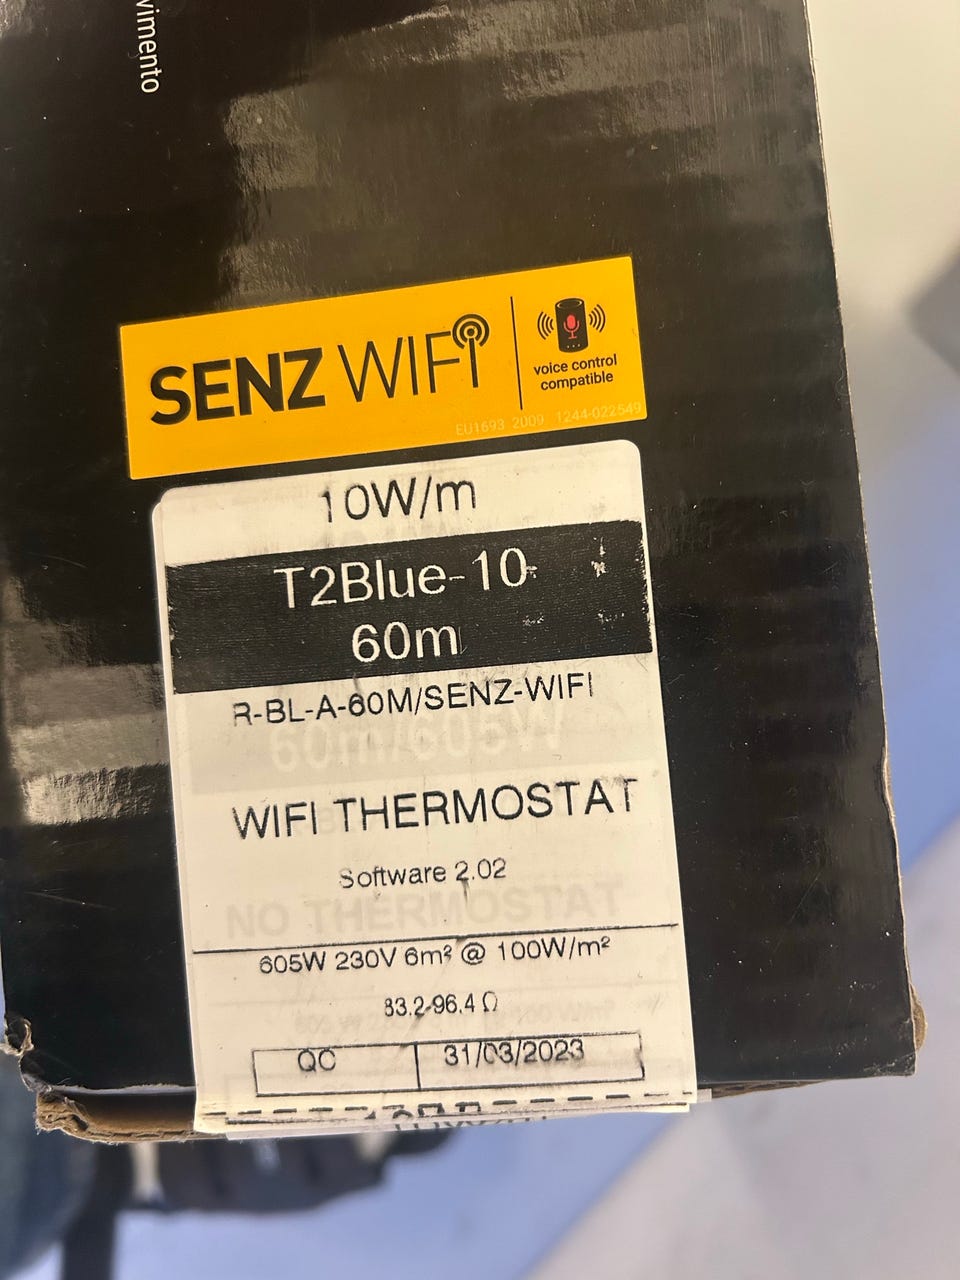 vimento
SENZ WIFI
voice control
compatible
EU1693 2009 1244-022549
10W/m
T2Blue-10
60m
R-BL-A-60M/SENZ-WIFI
60m/605W
WIFI THERMOSTAT
Software 2.02
NO THERMOSTAT
605W 230V 6m² @ 100W/m²
83.2-96.4 Ω
QC 31/03/2023